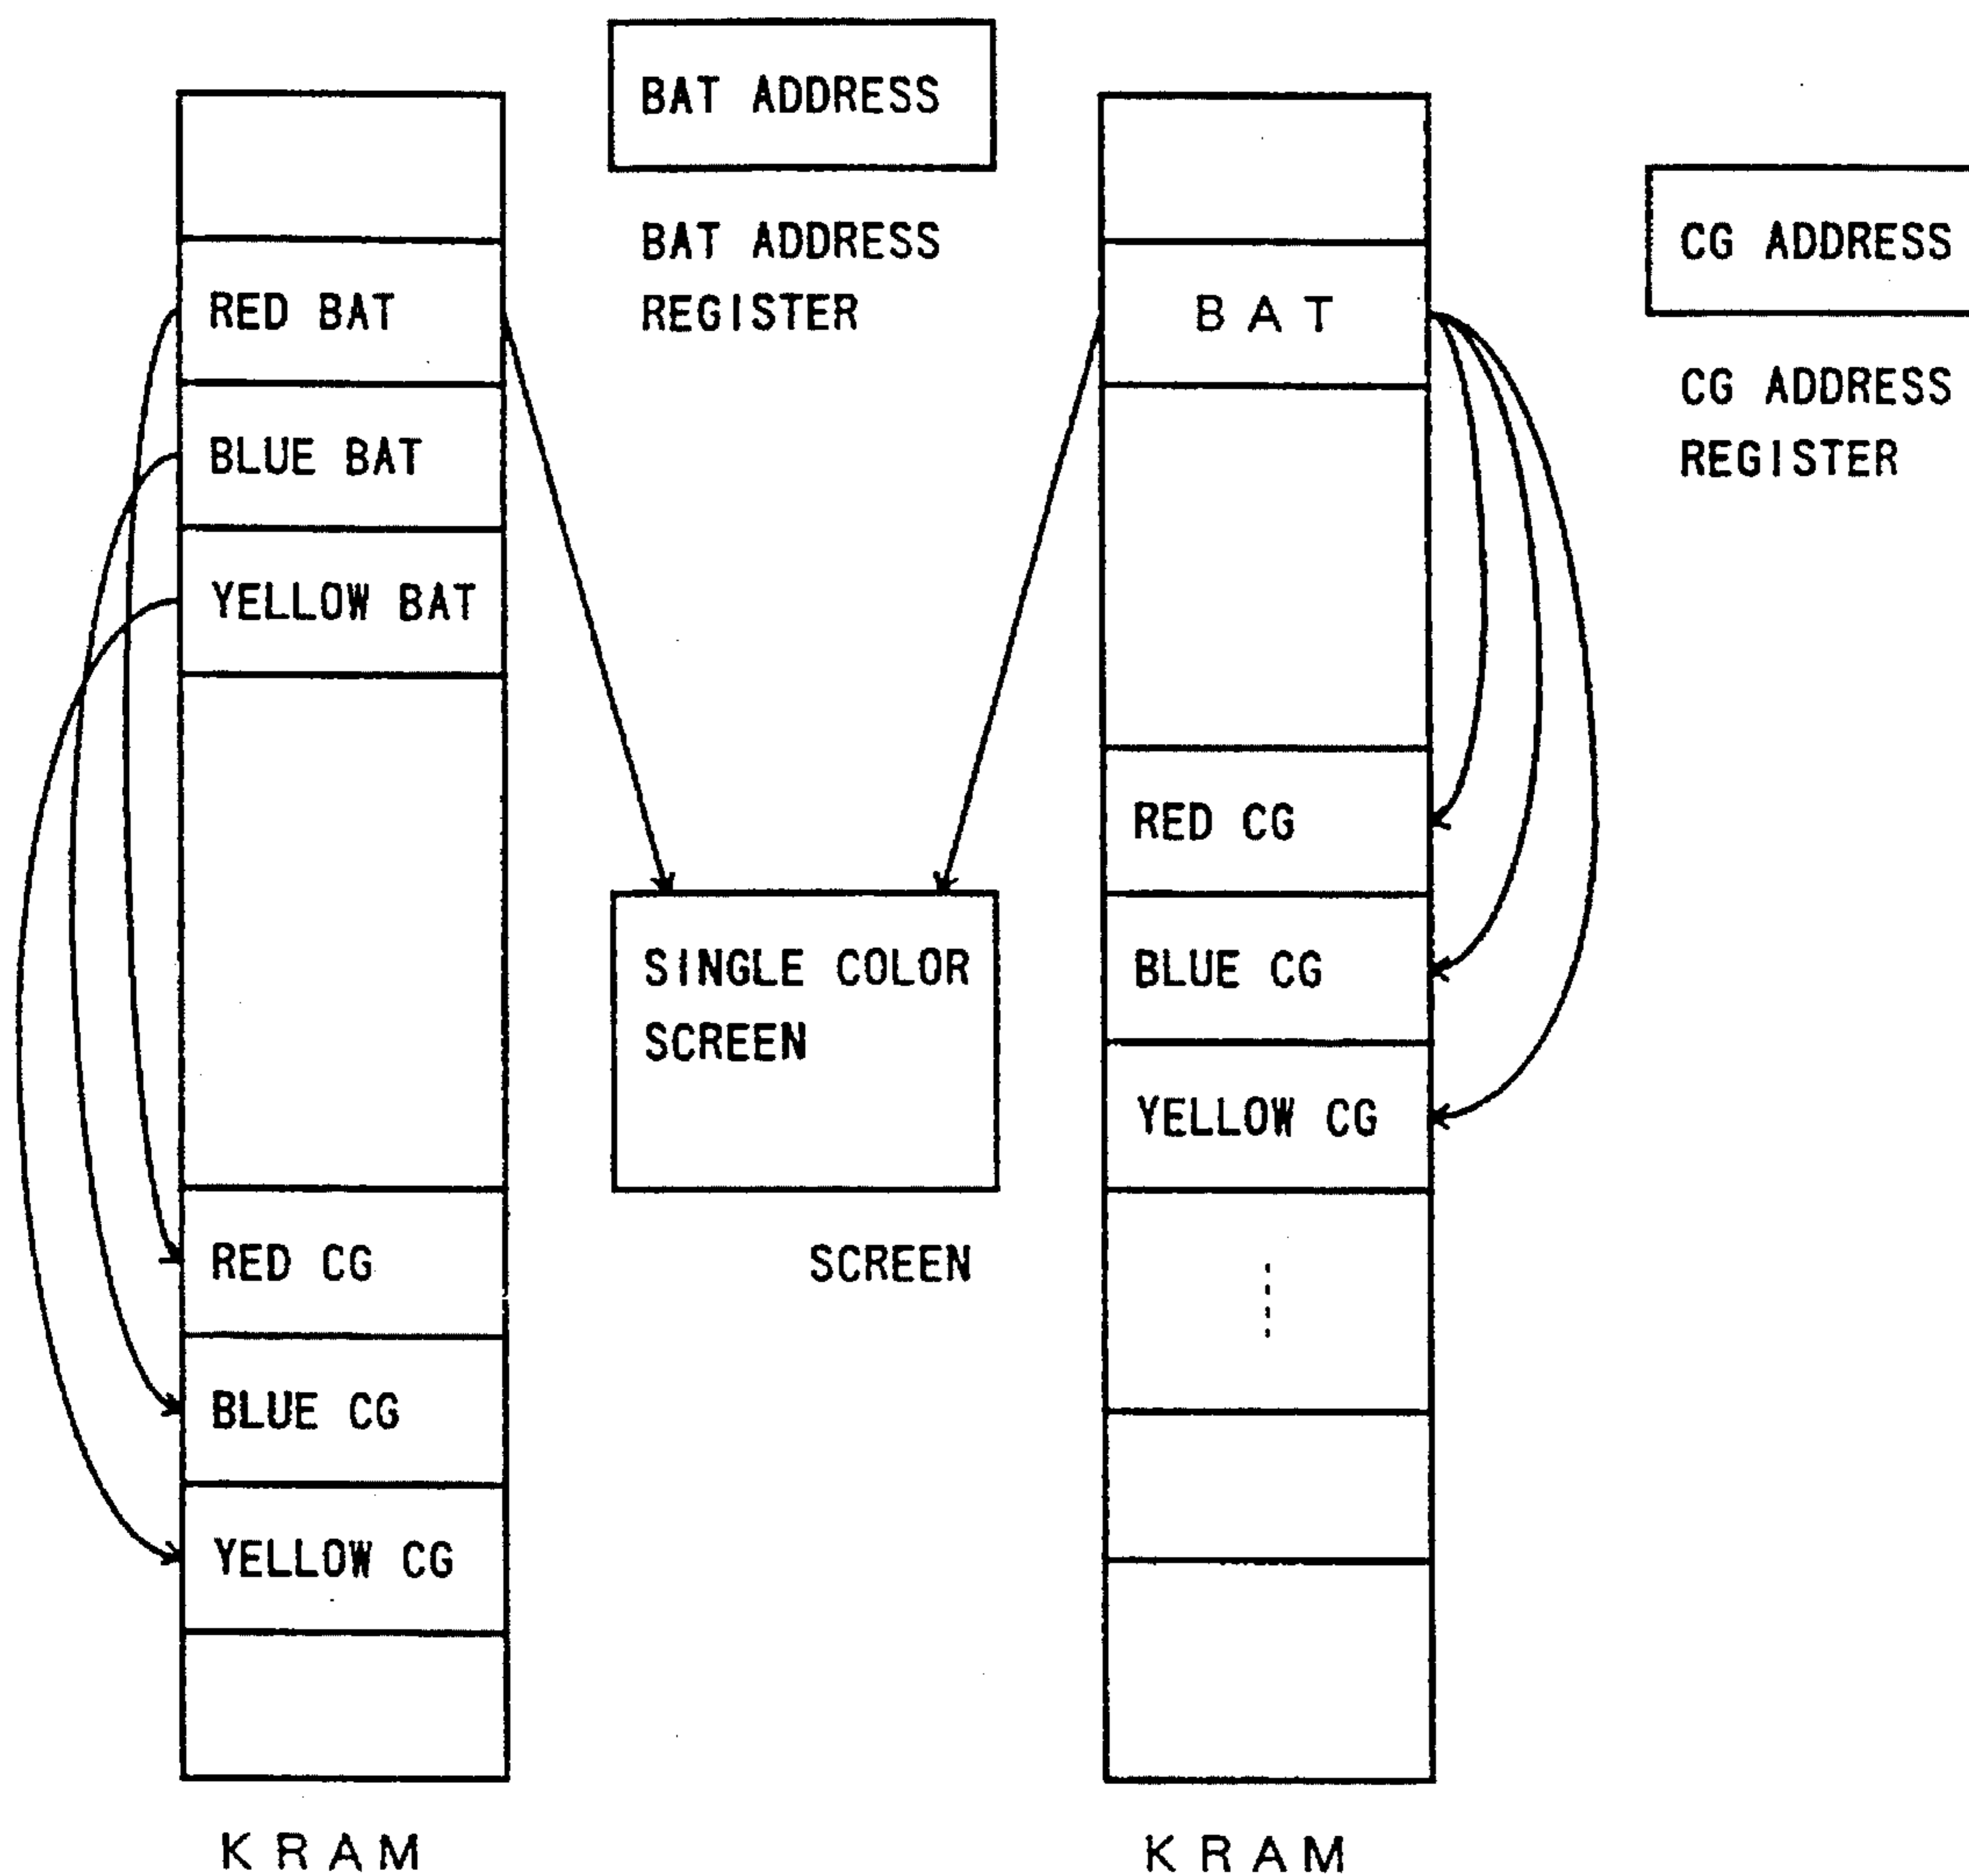 BAT ADDRESS
BAT ADDRESS
REGISTER
RED BAT
BLUE BAT
YELLOW BAT
RED CG
BLUE CG
YELLOW CG
KRAM
SINGLE COLOR
SCREEN
SCREEN
BAT
RED CG
BLUE CG
YELLOW CG
KRAM
CG ADDRESS
CG ADDRESS
REGISTER